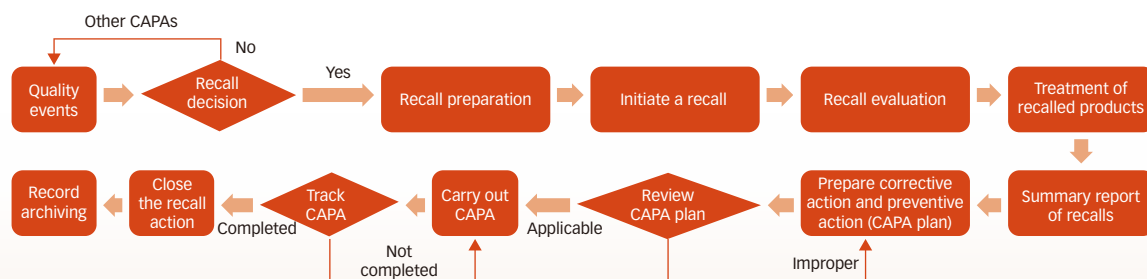 Other CAPAs
No
Quality
events
Recall
decision
Yes
Recall preparation
Initiate a recall
Recall evaluation
Treatment of
recalled products
Record
archiving
Close
the recall
action
Completed
Track
CAPA
Not
completed
Carry out
CAPA
Applicable
Review
CAPA plan
Improper
Prepare corrective
action and preventive
action (CAPA plan)
Summary report
of recalls